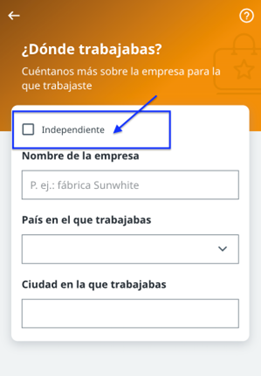 ¿Dónde trabajabas?
Cuéntanos más sobre la empresa para la
que trabajaste
Independiente
Nombre de la empresa
P. ej.: fábrica Sunwhite
País en el que trabajabas
Ciudad en la que trabajabas